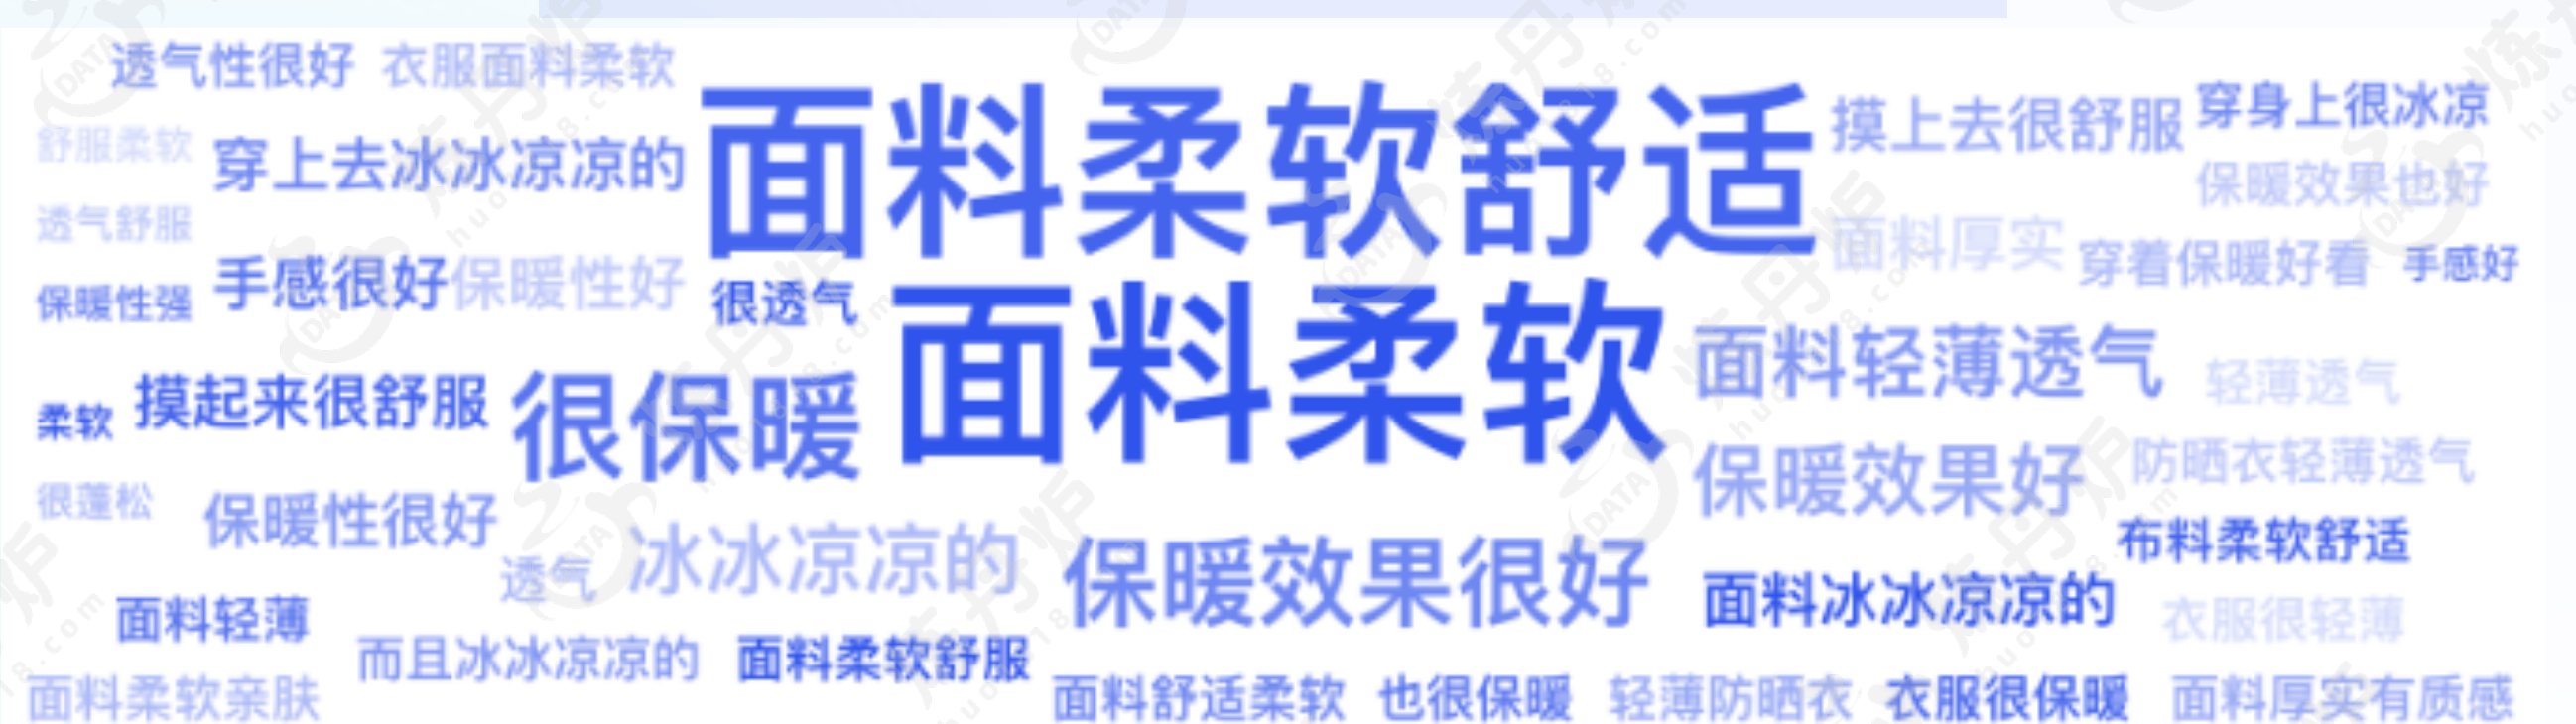 透气性很好 衣服面料柔软
面料柔软舒适
摸上去很舒服 穿身上很冰凉
舒服柔软 穿上去冰冰凉凉的
保暖效果也好
透气舒服
面料厚实 穿着保暖好看 手感好
保暖性强 手感很好 保暖性好 很透气
面料柔软
面料轻薄透气 轻薄透气
柔软 摸起来很舒服 很保暖
保暖效果好 防晒衣轻薄透气
很蓬松 保暖性很好
透气 冰冰凉凉的 保暖效果很好
布料柔软舒适
面料冰冰凉凉的
面料轻薄
衣服很轻薄
而且冰冰凉凉的 面料柔软舒服
面料柔软亲肤
面料舒适柔软 也很保暖 轻薄防晒衣 衣服很保暖 面料厚实有质感
炼丹炉
huo1818.com
DATA